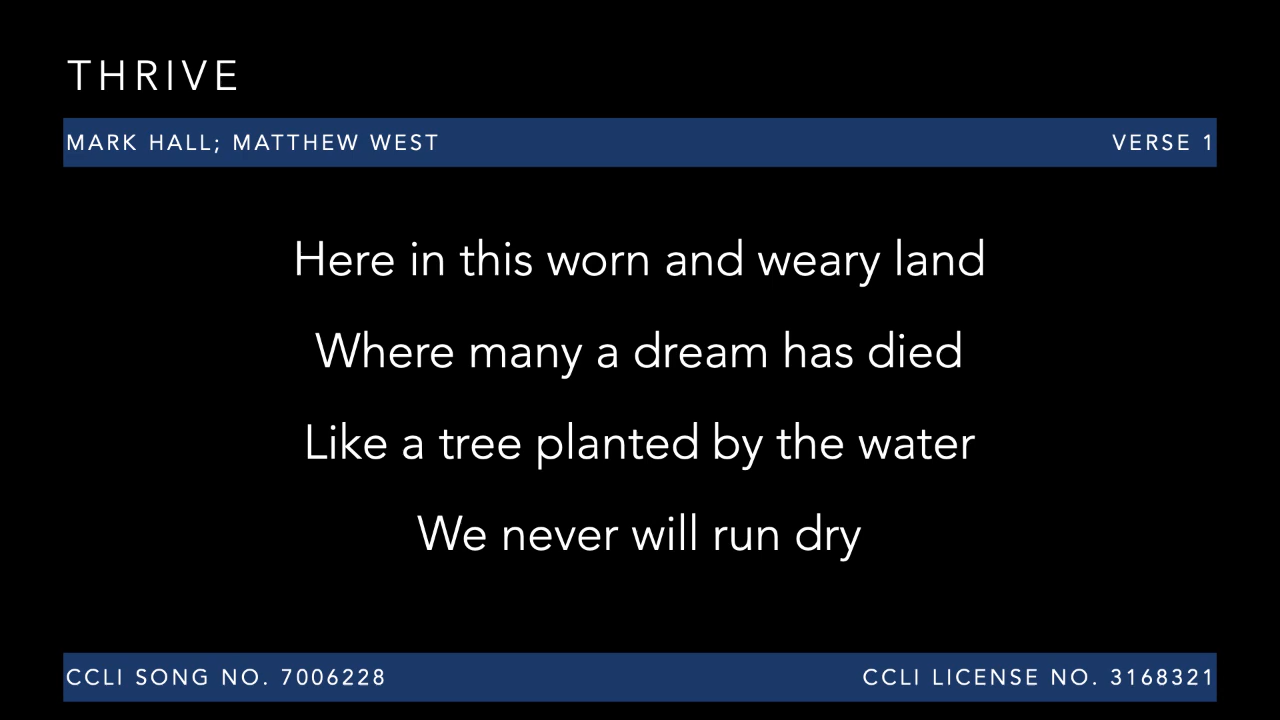 THRIVE
MARK HALL; MATTHEW WEST VERSE 1
Here in this worn and weary land
Where many a dream has died
Like a tree planted by the water
We never will run dry
CCLI SONG NO. 7006228 CCLI LICENSE NO. 3168321